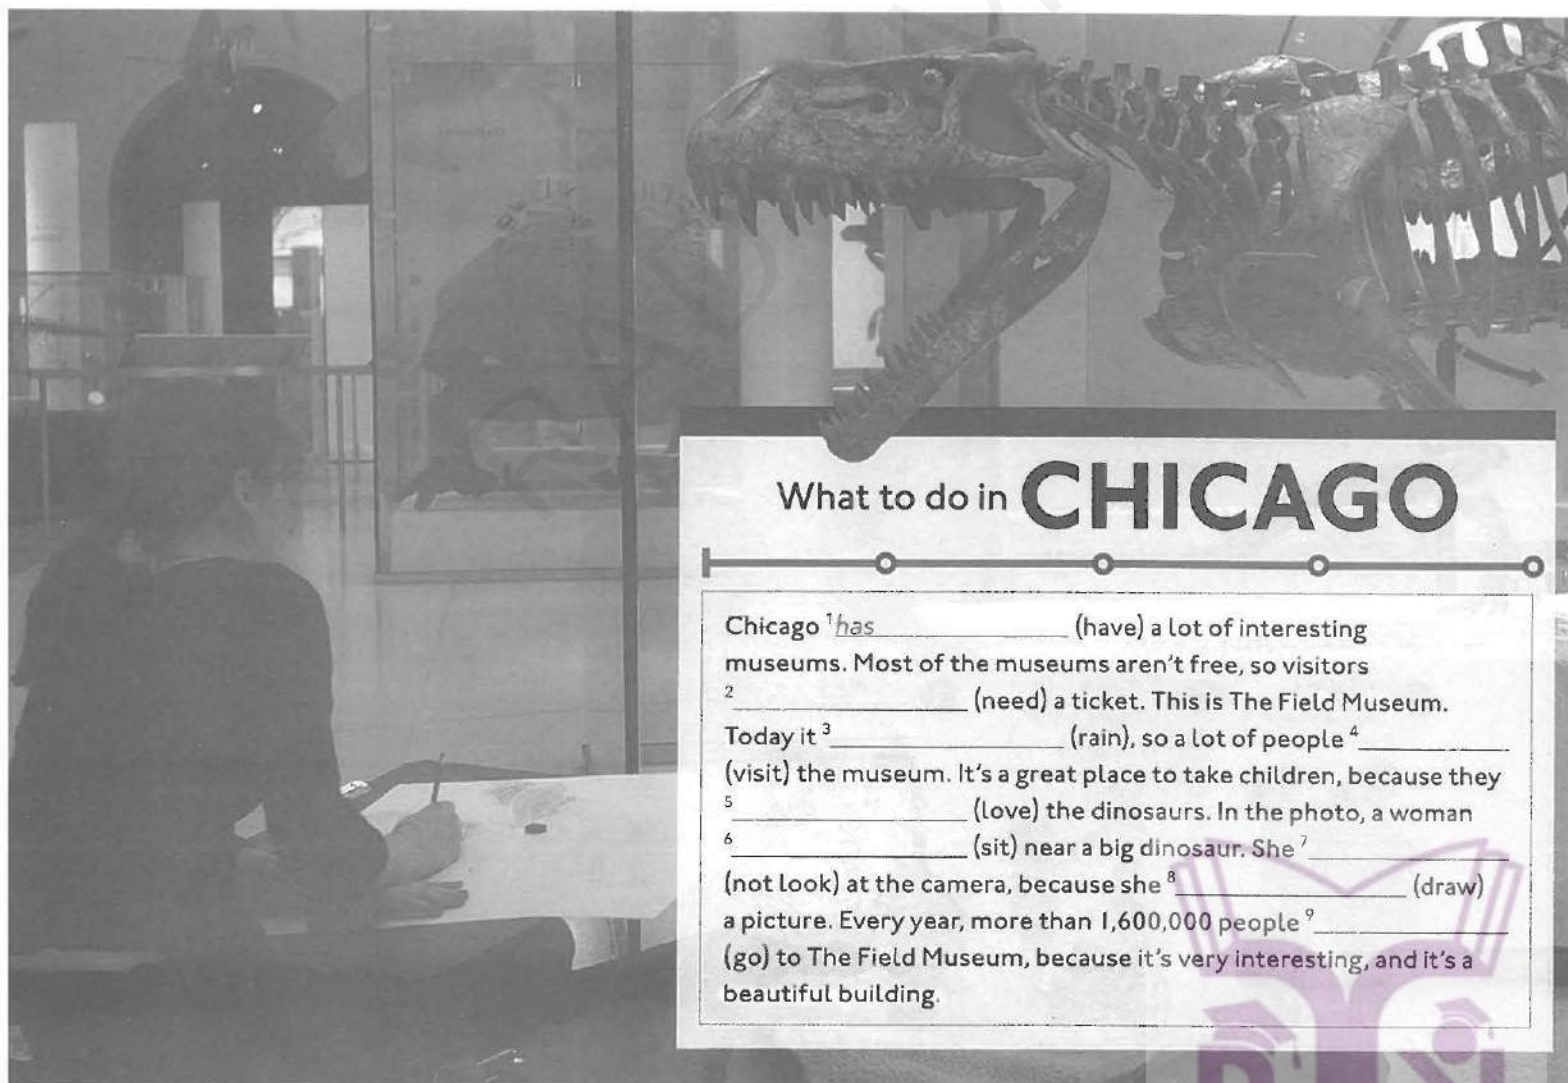 What to do in CHICAGO
Chicago 1 has (have) a lot of interesting
museums. Most of the museums aren't free, so visitors
2 (need) a ticket. This is The Field Museum.
Today it 3 (rain), so a lot of people 4
(visit) the museum. It's a great place to take children, because they
5 (love) the dinosaurs. In the photo, a woman
6 (sit) near a big dinosaur. She 7
(not look) at the camera, because she 8 (draw)
a picture. Every year, more than 1,600,000 people 9
(go) to The Field Museum, because it's very interesting, and it's a
beautiful building.